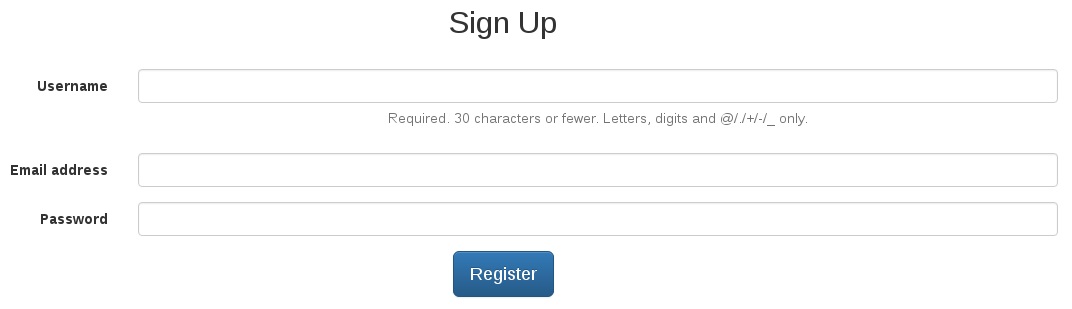 Sign Up
Username
Required. 30 characters or fewer. Letters, digits and @/./+/-/_ only.
Email address
Password
Register